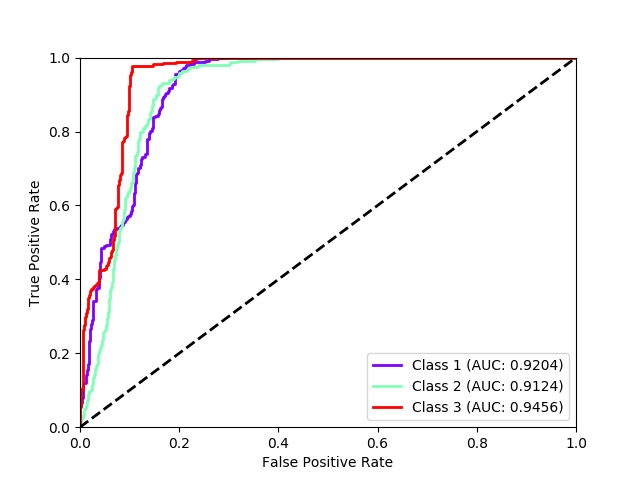 1.0
0.8
0.6
0.4
0.2
0.0
True Positive Rate
Class 1 (AUC: 0.9204)
Class 2 (AUC: 0.9124)
Class 3 (AUC: 0.9456)
0.0 0.2 0.4 0.6 0.8 1.0
False Positive Rate